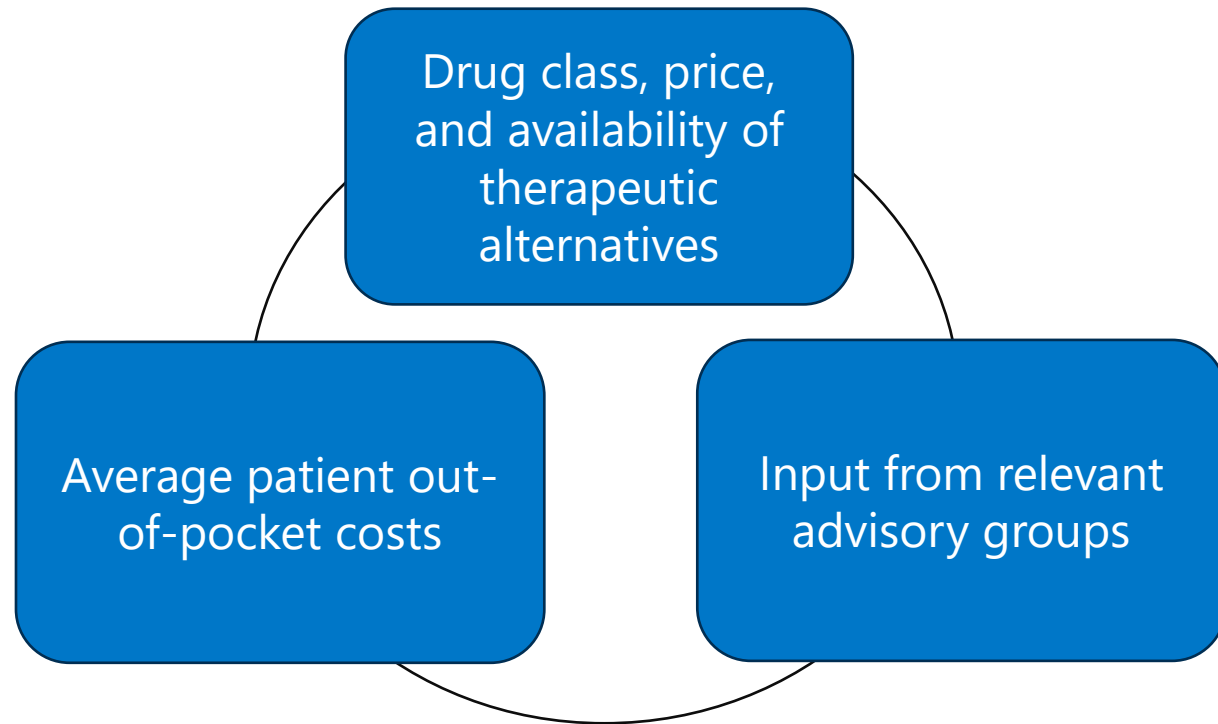 Drug class, price,
and availability of
therapeutic
alternatives
Average patient out-
of-pocket costs
Input from relevant
advisory groups